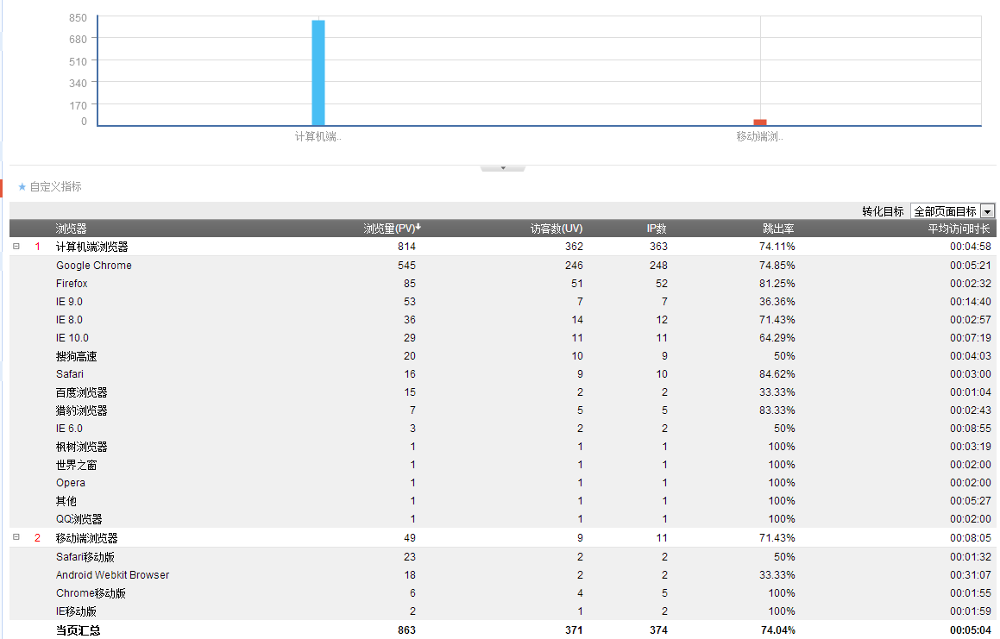 850
680
510
340
170
0
计算机端.. 移动端浏..
自定义指标
转化目标 全部页面目标
浏览器 浏览量(PV) 访客数(UV) IP数 跳出率 平均访问时长
1 计算机端浏览器 814 362 363 74.11% 00:04:58
Google Chrome 545 246 248 74.85% 00:05:21
Firefox 85 51 52 81.25% 00:02:32
IE 9.0 53 7 7 36.36% 00:14:40
IE 8.0 36 14 12 71.43% 00:02:57
IE 10.0 29 11 11 64.29% 00:07:19
搜狗高速 20 10 9 50% 00:04:03
Safari 16 9 10 84.62% 00:03:00
百度浏览器 15 2 2 33.33% 00:01:04
猎豹浏览器 7 5 5 83.33% 00:02:43
IE 6.0 3 2 2 50% 00:08:55
枫树浏览器 1 1 1 100% 00:03:19
世界之窗 1 1 1 100% 00:02:00
Opera 1 1 1 100% 00:02:00
其他 1 1 1 100% 00:05:27
QQ浏览器 1 1 1 100% 00:02:00
2 移动端浏览器 49 9 11 71.43% 00:08:05
Safari移动版 23 2 2 50% 00:01:32
Android Webkit Browser 18 2 2 33.33% 00:31:07
Chrome移动版 6 4 5 100% 00:01:55
IE移动版 2 1 2 100% 00:01:59
当页汇总 863 371 374 74.04% 00:05:04